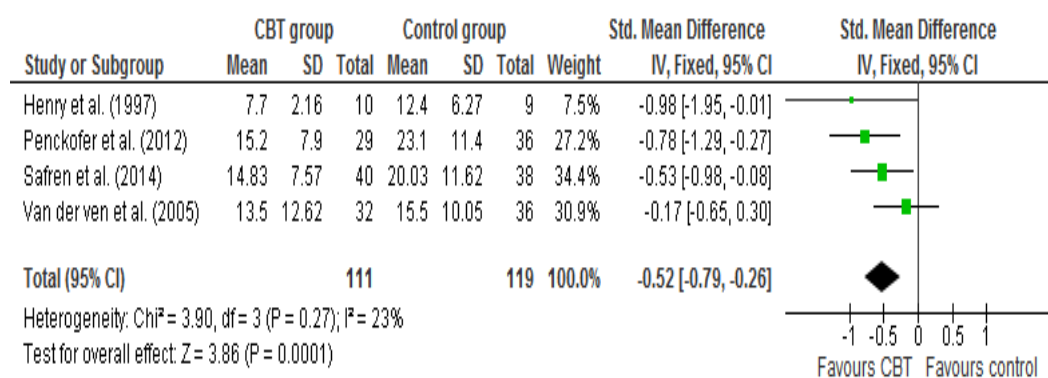 CBT group Control group Std. Mean Difference Std. Mean Difference
Study or Subgroup Mean SD Total Mean SD Total Weight IV, Fixed, 95% CI IV, Fixed, 95% CI
Henry et al. (1997) 7.7 2.16 10 12.4 6.27 9 7.5% -0.98 [-1.95, -0.01]
Penckofer et al. (2012) 15.2 7.9 29 23.1 11.4 36 27.2% -0.78 [-1.29, -0.27]
Safren et al. (2014) 14.83 7.57 40 20.03 11.62 38 34.4% -0.53 [-0.98, -0.08]
Van der ven et al. (2005) 13.5 12.62 32 15.5 10.05 36 30.9% -0.17 [-0.65, 0.30]
Total (95% CI) 111 119 100.0% -0.52 [-0.79, -0.26]
Heterogeneity: Chi² = 3.90, df = 3 (P = 0.27); I² = 23%
Test for overall effect: Z = 3.86 (P = 0.0001)
-1 -0.5 0 0.5 1
Favours CBT Favours control